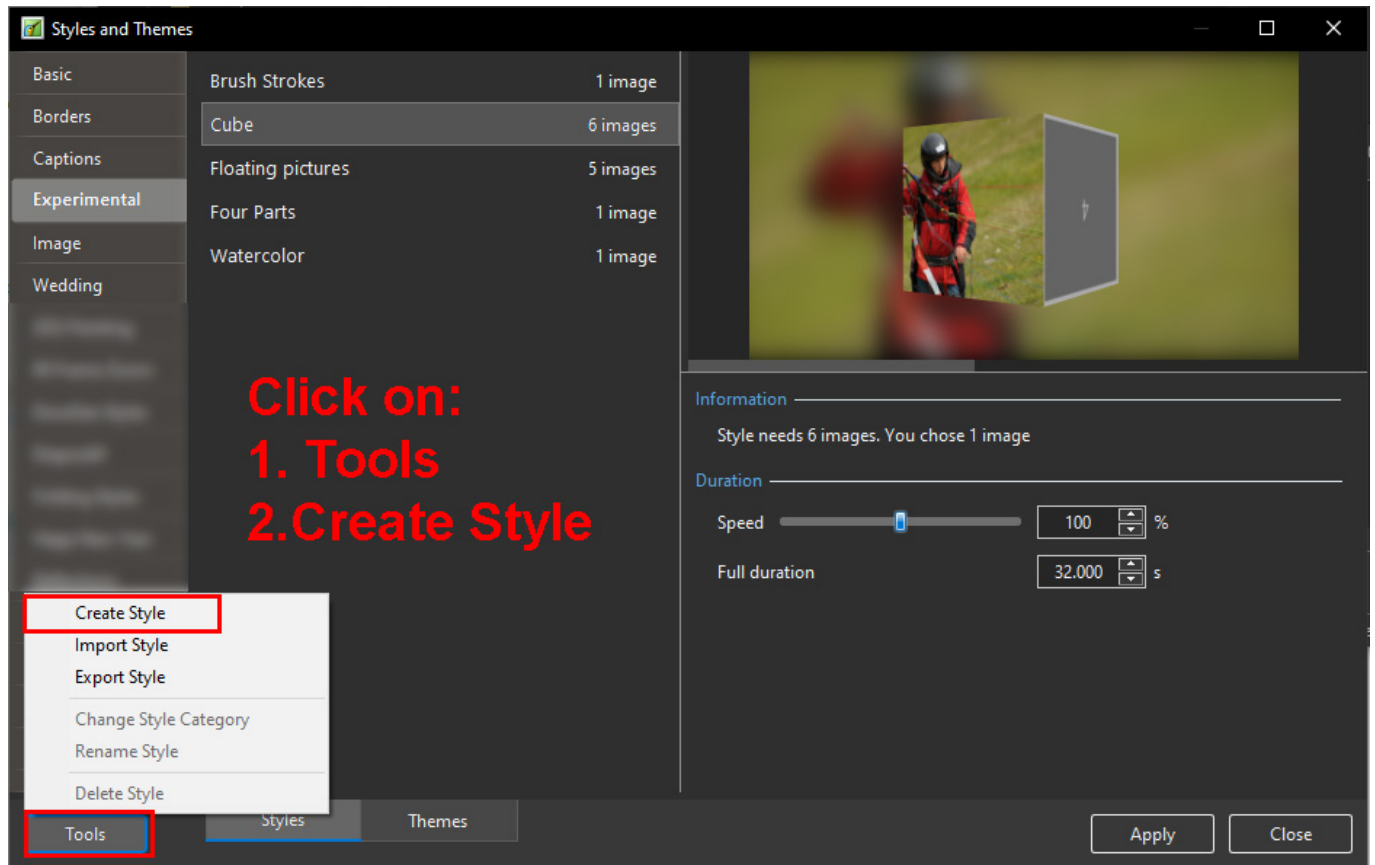 Styles and Themes
Basic
Borders
Captions
Experimental
Image
Wedding
Brush Strokes 1 image
Cube 6 images
Floating pictures 5 images
Four Parts 1 image
Watercolor 1 image
4
Click on:
1. Tools
2.Create Style
Information
Style needs 6 images. You chose 1 image
Duration
Speed 100 %
Full duration 32.000 s
Create Style
Import Style
Export Style
Change Style Category
Rename Style
Delete Style
Tools
Styles Themes
Apply Close